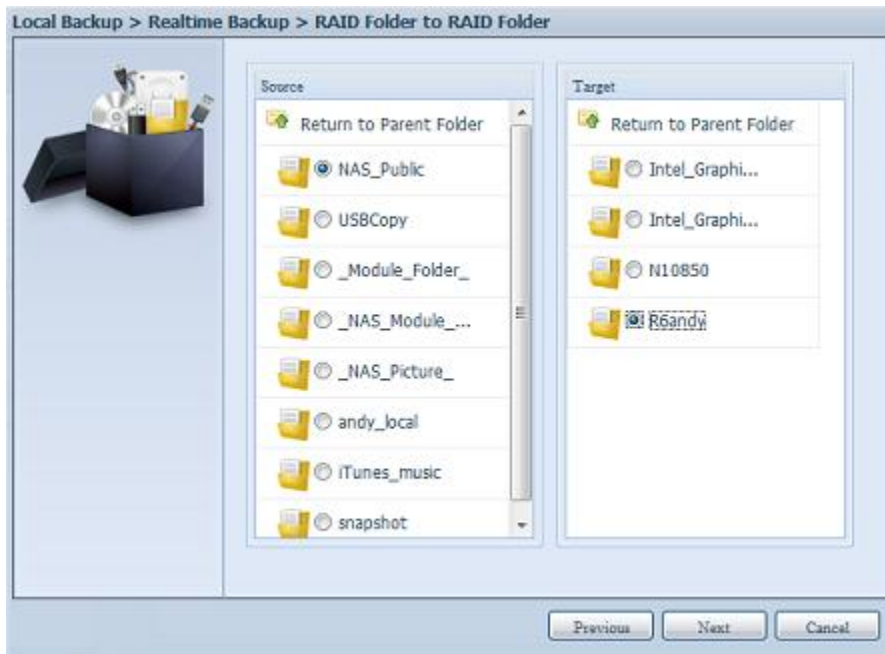 Local Backup > Realtime Backup > RAID Folder to RAID Folder
Source
Return to Parent Folder
NAS_Public
USBCopy
_Module_Folder_
_NAS_Module_...
_NAS_Picture_
andy_local
iTunes_music
snapshot
Target
Return to Parent Folder
Intel_Graphi...
Intel_Graphi...
N10850
R6andy
Previous
Next
Cancel